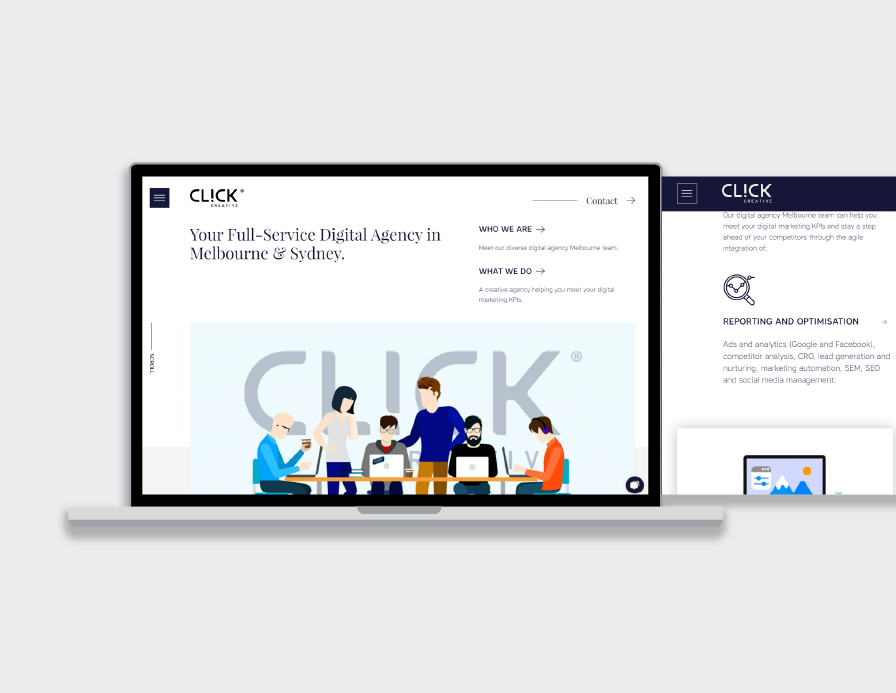 CL!CK®
CREATIVE
Contact
Your Full-Service Digital Agency in
Melbourne & Sydney.
WHO WE ARE
Meet our diverse digital agency Melbourne team.
WHAT WE DO
A creative agency helping you meet your digital
marketing KPIs.
SCROLL
CL!CK®
CL!CK
CREATIVE
Our digital agency Melbourne team can help you
meet your digital marketing KPIs and stay a step
ahead of your competitors through the agile
integration of:
REPORTING AND OPTIMISATION
Ads and analytics (Google and Facebook),
competitor analysis, CRO, lead generation and
nurturing, marketing automation, SEM, SEO
and social media management.